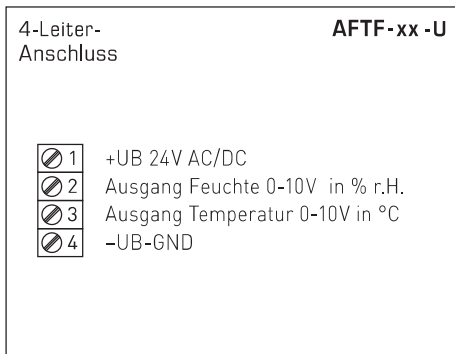 4-Leiter-
Anschluss
AFTF-xx-U
1 +UB 24V AC/DC
2 Ausgang Feuchte 0-10V in % r.H.
3 Ausgang Temperatur 0-10V in °C
4 –UB-GND